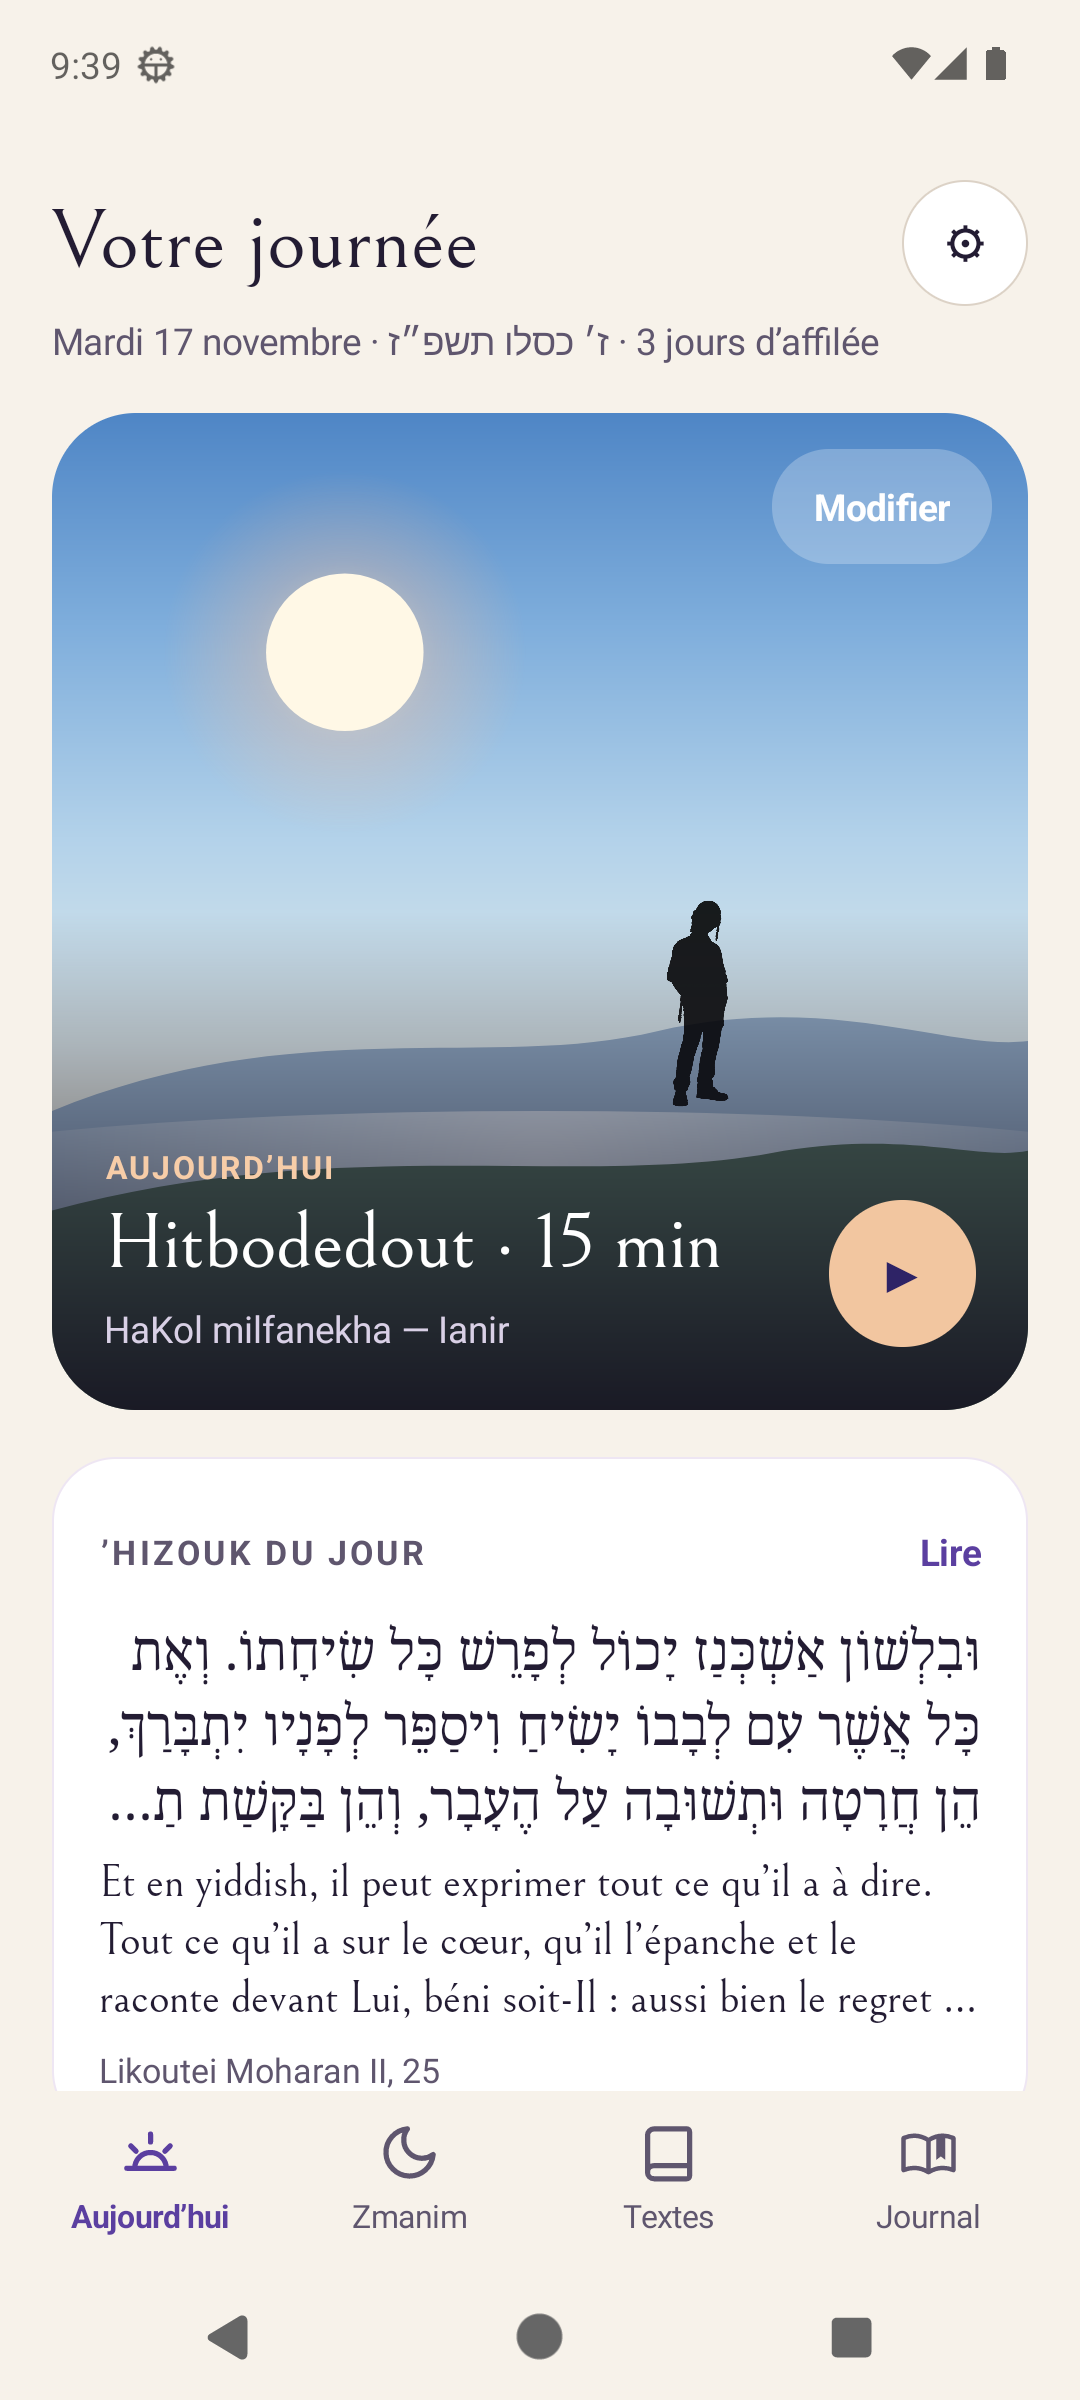 9:39
Votre journée
Mardi 17 novembre · ז׳ כסלו תשפ״ז · 3 jours d’affilée
Modifier
AUJOURD’HUI
Hitbodedout · 15 min
HaKol milfanekha — Ianir
’HIZOUK DU JOUR
Lire
וּבִלְשׁוֹן אַשְׁכְּנַז יָכוֹל לְפָרֵשׁ כָּל שִׂיחָתוֹ. וְאֶת
כָּל אֲשֶׁר עִם לְבָבוֹ יָשִׂיחַ וִיסַפֵּר לְפָנָיו יִתְבָּרַךְ,
הֵן חֲרָטָה וּתְשׁוּבָה עַל הֶעָבָר, וְהֵן בַּקָּשַׁת תַ...
Et en yiddish, il peut exprimer tout ce qu’il a à dire.
Tout ce qu’il a sur le cœur, qu’il l’épanche et le
raconte devant Lui, béni soit-Il : aussi bien le regret ...
Likoutei Moharan II, 25
Aujourd’hui
Zmanim
Textes
Journal